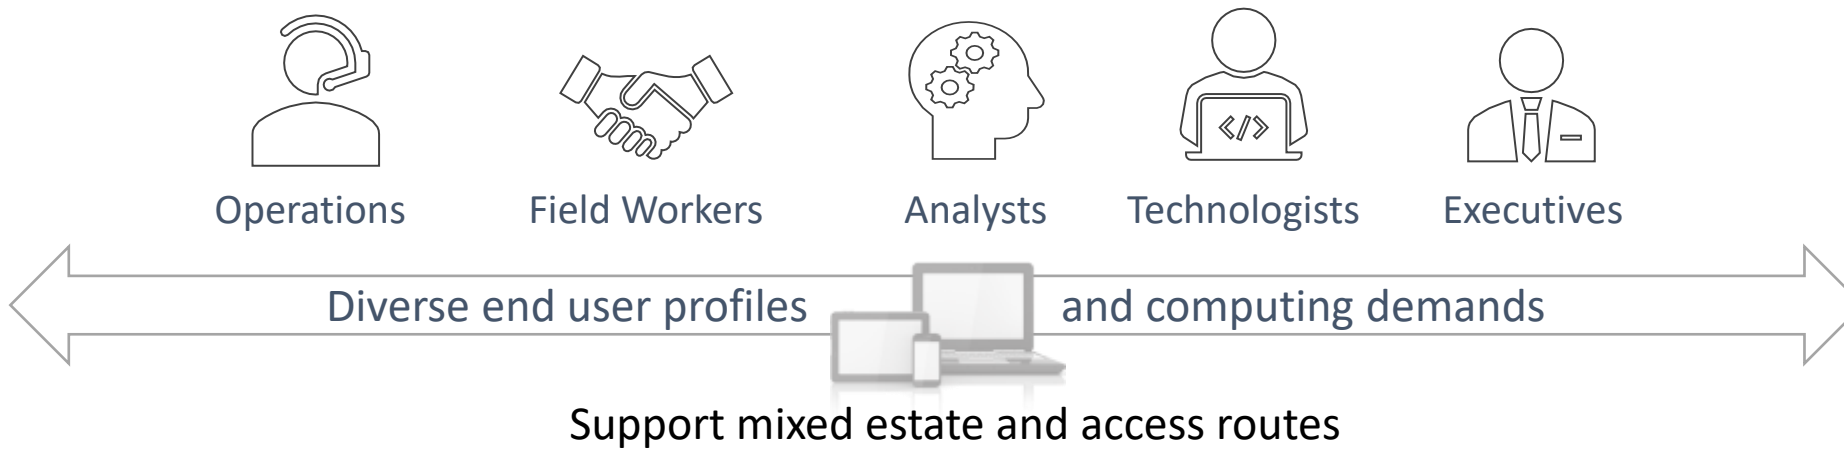 </>
Operations
Field Workers
Analysts
Technologists
Executives
Diverse end user profiles and computing demands
Support mixed estate and access routes